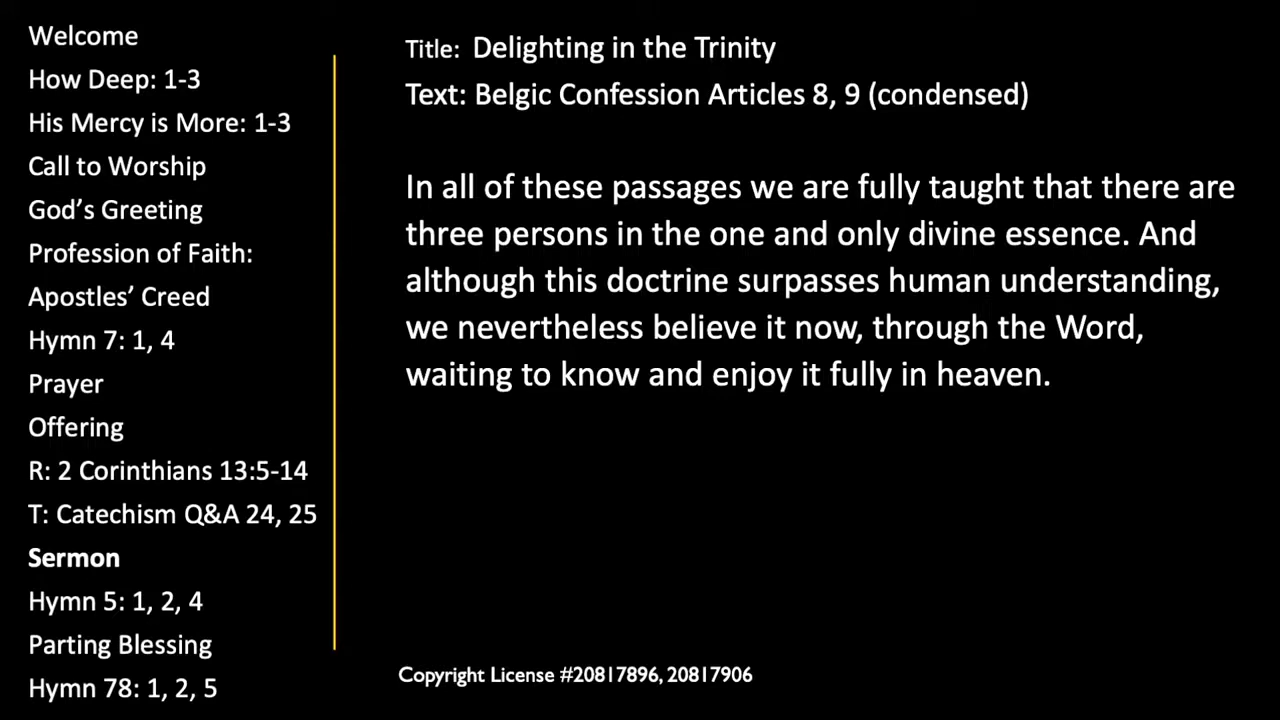 Welcome
How Deep: 1-3
His Mercy is More: 1-3
Call to Worship
God’s Greeting
Profession of Faith:
Apostles’ Creed
Hymn 7: 1, 4
Prayer
Offering
R: 2 Corinthians 13:5-14
T: Catechism Q&A 24, 25
Sermon
Hymn 5: 1, 2, 4
Parting Blessing
Hymn 78: 1, 2, 5
Title: Delighting in the Trinity
Text: Belgic Confession Articles 8, 9 (condensed)
In all of these passages we are fully taught that there are
three persons in the one and only divine essence. And
although this doctrine surpasses human understanding,
we nevertheless believe it now, through the Word,
waiting to know and enjoy it fully in heaven.
Copyright License #20817896, 20817906